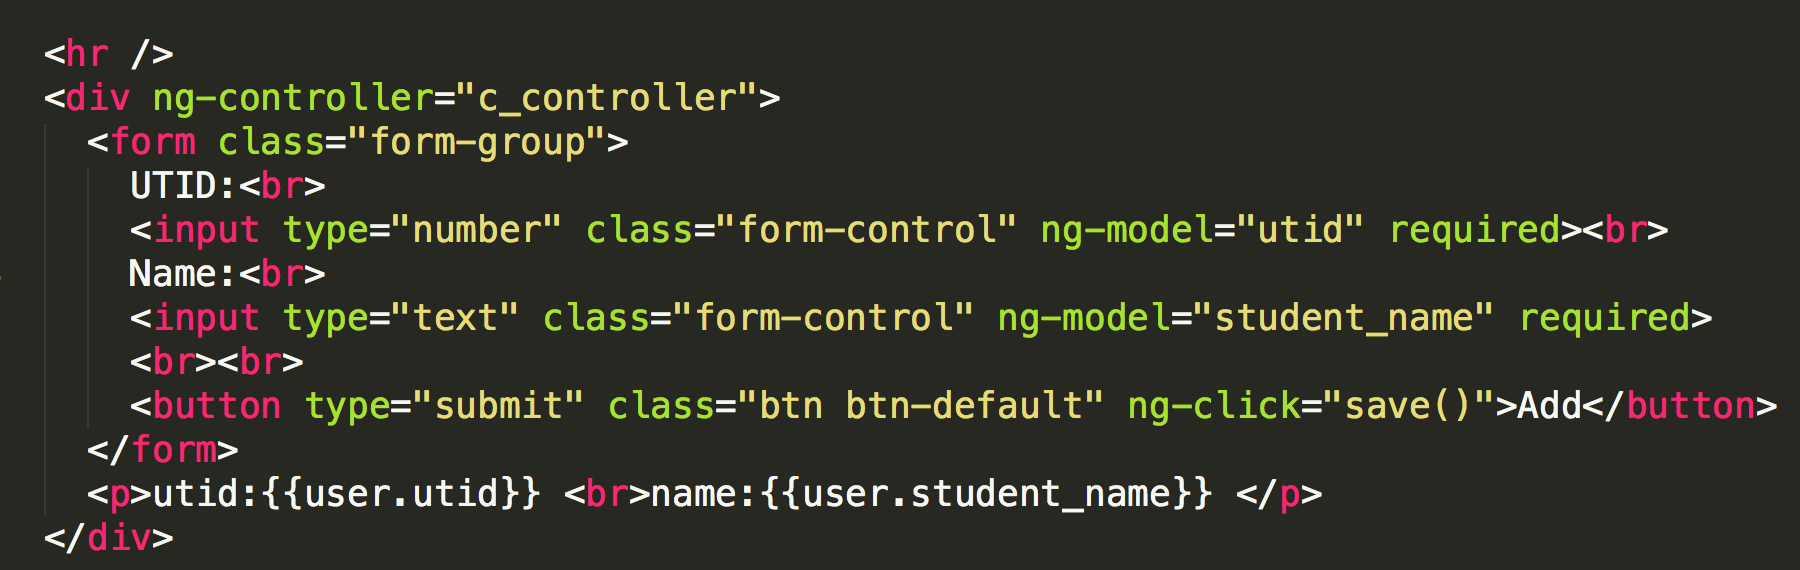 <hr />
<div ng-controller="c_controller">
<form class="form-group">
UTID:<br>
<input type="number" class="form-control" ng-model="utid" required><br>
Name:<br>
<input type="text" class="form-control" ng-model="student_name" required>
<br><br>
<button type="submit" class="btn btn-default" ng-click="save()">Add</button>
</form>
<p>utid:{{user.utid}} <br>name:{{user.student_name}} </p>
</div>